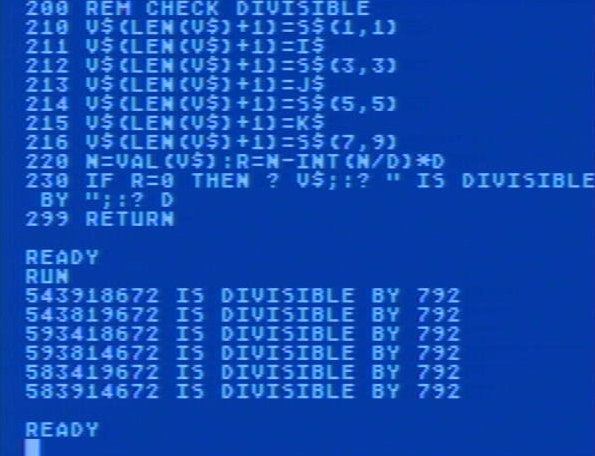 200 REM CHECK DIVISIBLE
210 V$(LEN(V$)+1)=S$(1,1)
211 V$(LEN(V$)+1)=I$
212 V$(LEN(V$)+1)=S$(3,3)
213 V$(LEN(V$)+1)=J$
214 V$(LEN(V$)+1)=S$(5,5)
215 V$(LEN(V$)+1)=K$
216 V$(LEN(V$)+1)=S$(7,9)
220 N=VAL(V$):R=N-INT(N/D)*D
230 IF R=0 THEN ? V$;:? " IS DIVISIBLE
BY ";:? D
299 RETURN
READY
RUN
543918672 IS DIVISIBLE BY 792
543819672 IS DIVISIBLE BY 792
593418672 IS DIVISIBLE BY 792
593814672 IS DIVISIBLE BY 792
583419672 IS DIVISIBLE BY 792
583914672 IS DIVISIBLE BY 792
READY